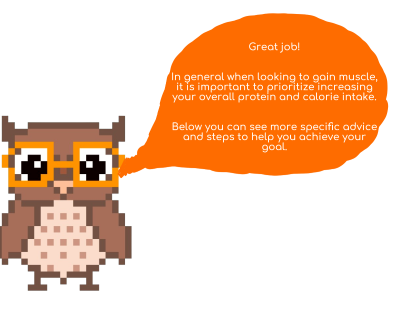 Great job!
In general when looking to gain muscle,
it is important to prioritize increasing
your overall protein and calorie intake.
Below you can see more specific advice
and steps to help you achieve your
goal.